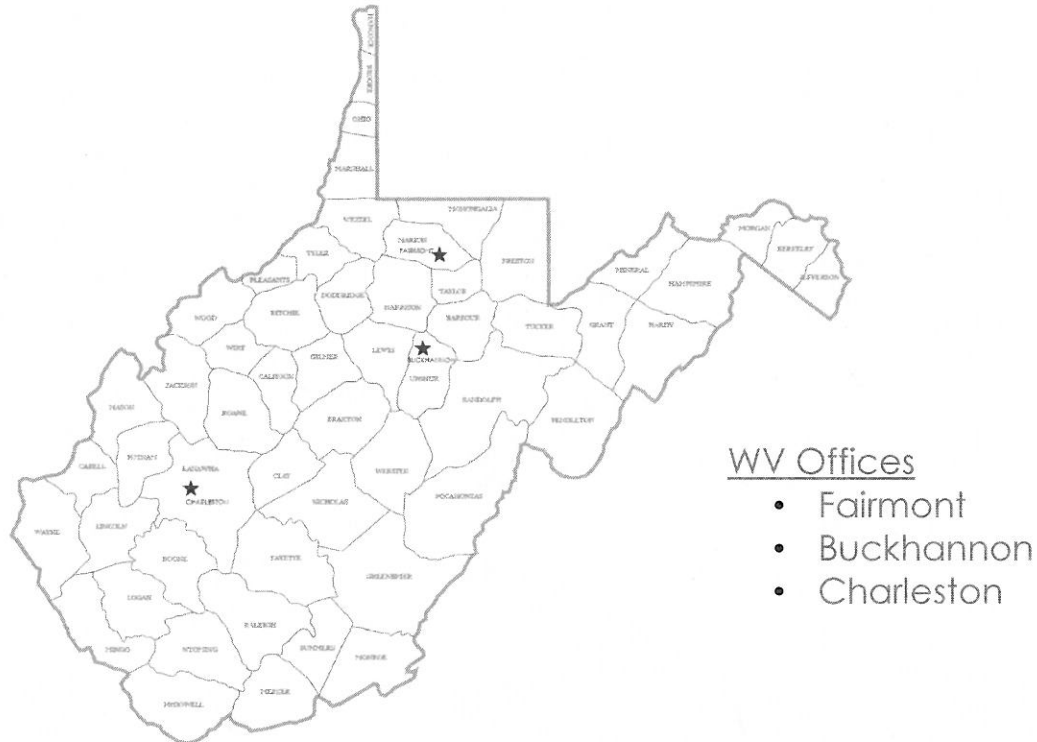 HANCOCK
BROOKE
OHIO
MARSHALL
WETZEL
MONONGALIA
MARION
FAIRMONT
PRESTON
TYLER
PLEASANTS
DODDRIDGE
HARRISON
TAYLOR
BARBOUR
TUCKER
MINERAL
HAMPSHIRE
MORGAN
BERKELEY
JEFFERSON
GRANT
HARDY
WOOD
RITCHIE
WIRT
CALHOUN
GILMER
LEWIS
BUCKHANNON
UPSHUR
RANDOLPH
PENDLETON
JACKSON
ROANE
BRAXTON
MASON
PUTNAM
CABELL
KANAWHA
CHARLESTON
CLAY
WEBSTER
NICHOLAS
POCAHONTAS
WAYNE
LINCOLN
BOONE
FAYETTE
GREENBRIER
LOGAN
RALEIGH
MINGO
WYOMING
SUMMERS
MONROE
MCDOWELL
MERCER
WV Offices
• Fairmont
• Buckhannon
• Charleston